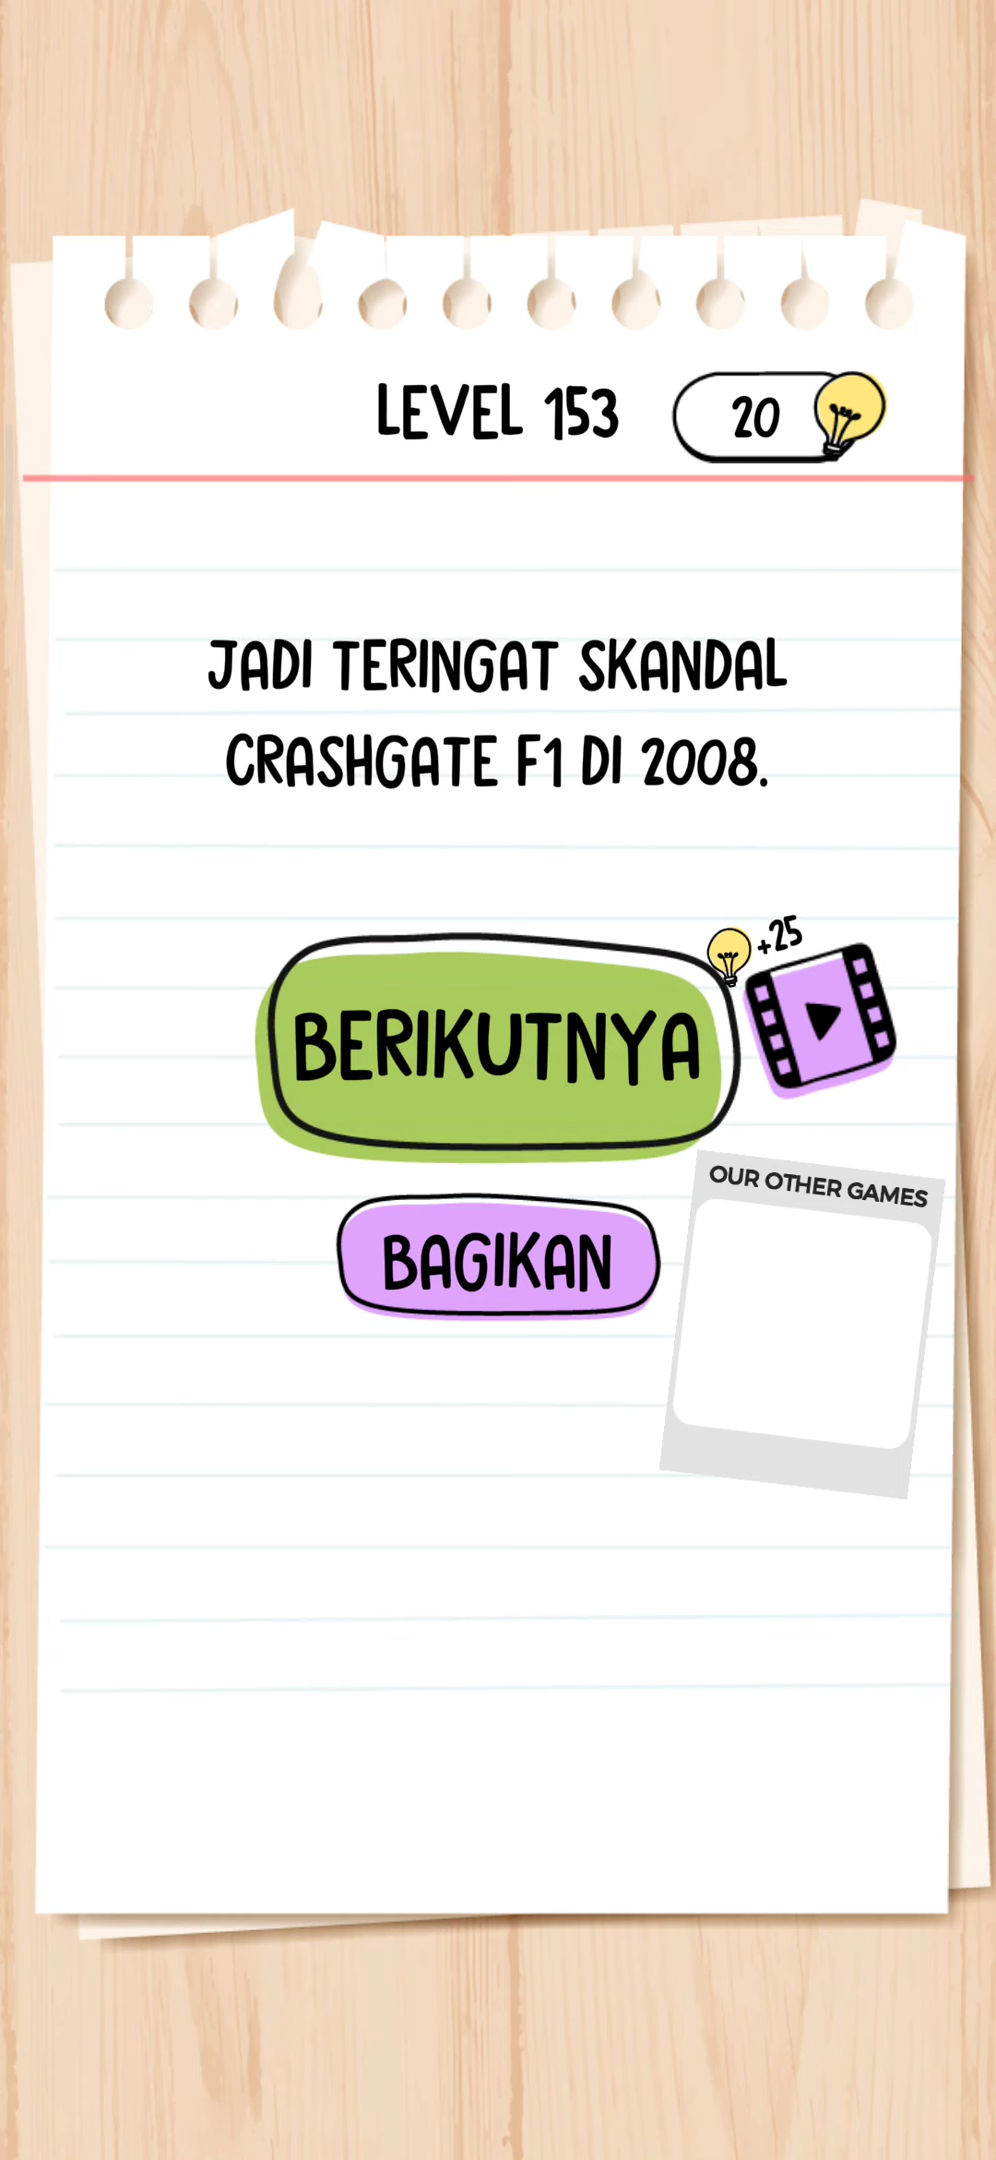 LEVEL 153
20
JADI TERINGAT SKANDAL
CRASHGATE F1 DI 2008.
+25
BERIKUTNYA
OUR OTHER GAMES
BAGIKAN